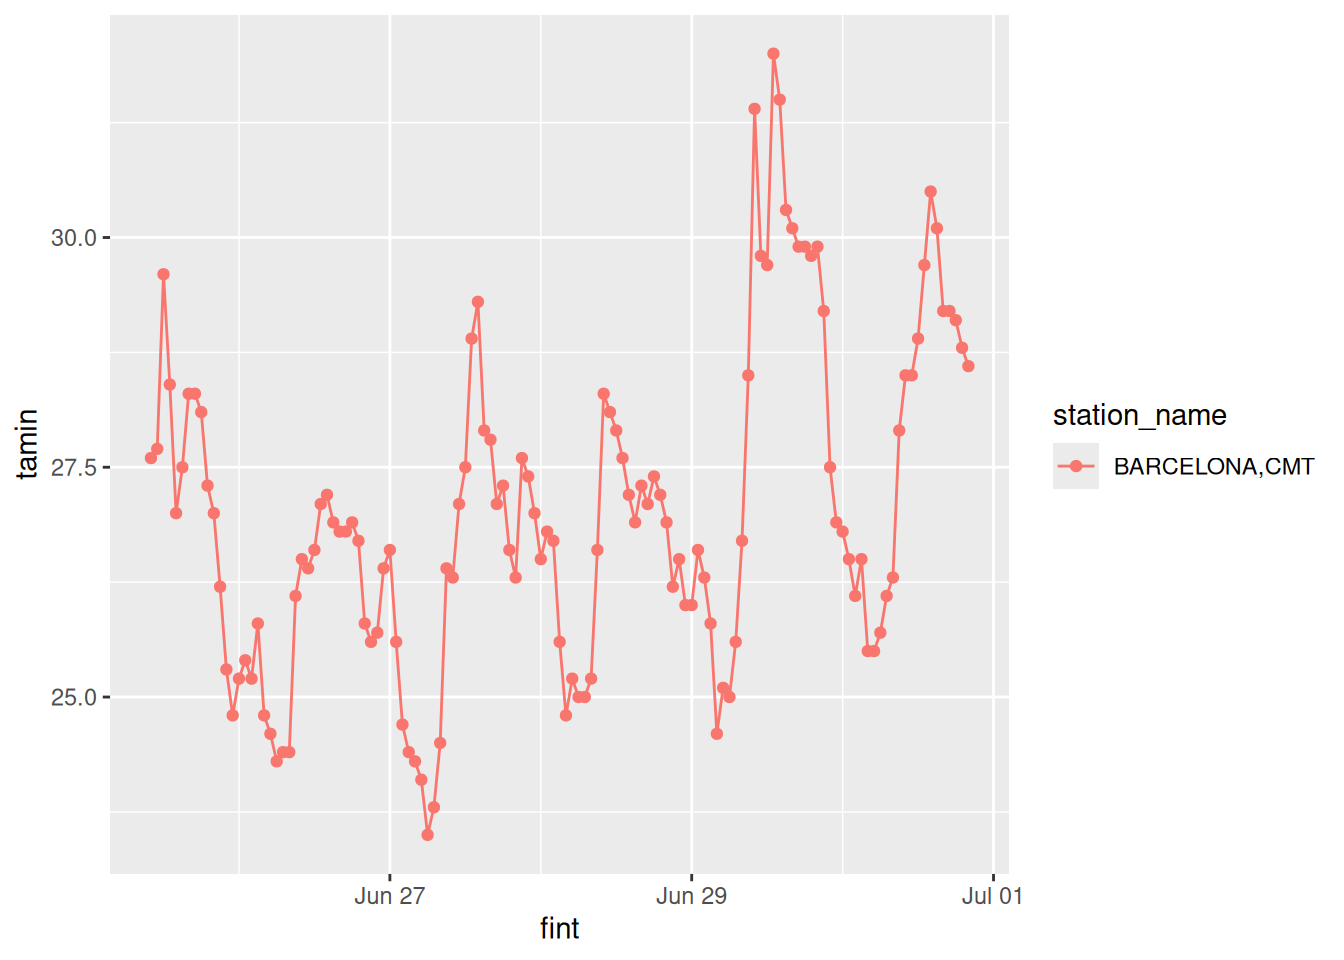 30.0
27.5
25.0
tamin
Jun 27
Jun 29
Jul 01
fint
station_name
BARCELONA,CMT